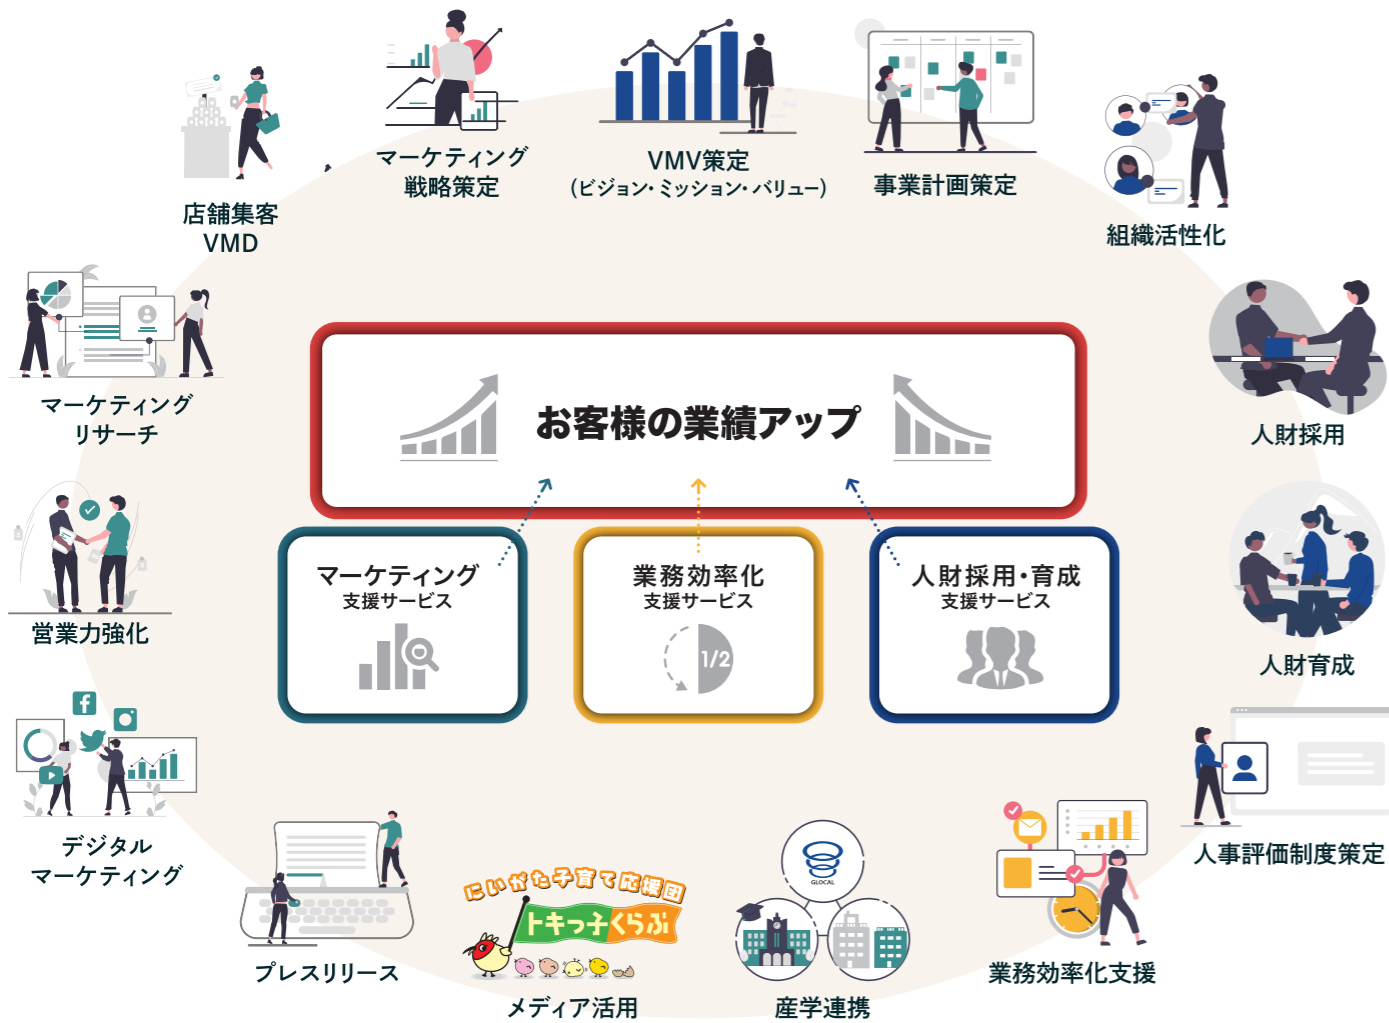 マーケティング
戦略策定
VMV策定
(ビジョン・ミッション・バリュー)
事業計画策定
組織活性化
店舗集客
VMD
マーケティング
リサーチ
人財採用
お客様の業績アップ
マーケティング
支援サービス
業務効率化
支援サービス
1/2
人財採用・育成
支援サービス
営業力強化
人財育成
デジタル
マーケティング
人事評価制度策定
プレスリリース
にいがた子育て応援団
トキっ子くらぶ
メディア活用
GLOCAL
産学連携
業務効率化支援